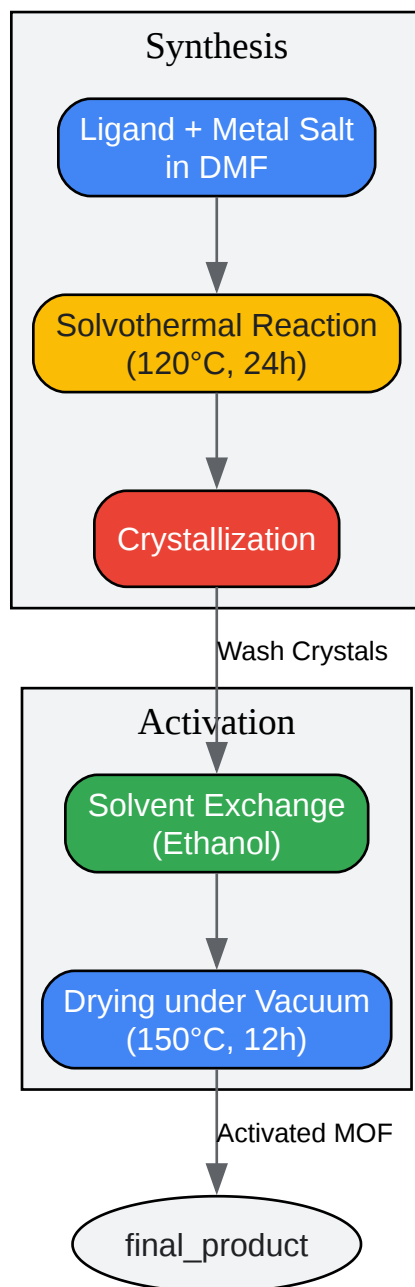 Synthesis
Ligand + Metal Salt
in DMF
Solvothermal Reaction
(120°C, 24h)
Crystallization
Wash Crystals
Activation
Solvent Exchange
(Ethanol)
Drying under Vacuum
(150°C, 12h)
Activated MOF
final_product